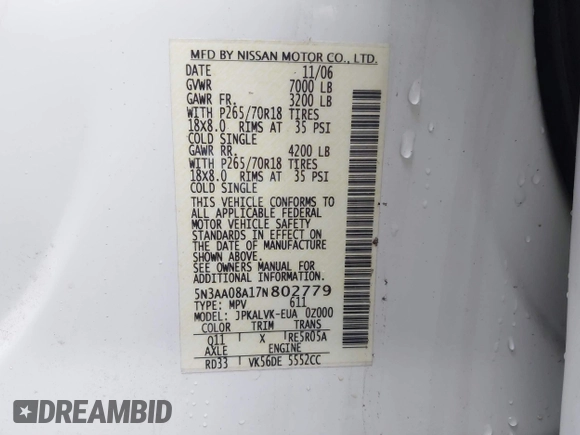 MFD BY NISSAN MOTOR CO., LTD.
DATE 11/06
GVWR 7000 LB
GAWR FR. 3200 LB
WITH P265/70R18 TIRES
18X8.0 RIMS AT 35 PSI
COLD SINGLE
GAWR RR. 4200 LB
WITH P265/70R18 TIRES
18X8.0 RIMS AT 35 PSI
COLD SINGLE
THIS VEHICLE CONFORMS TO
ALL APPLICABLE FEDERAL
MOTOR VEHICLE SAFETY
STANDARDS IN EFFECT ON
THE DATE OF MANUFACTURE
SHOWN ABOVE.
SEE OWNERS MANUAL FOR
ADDITIONAL INFORMATION.
5N3AA08A17N802779
TYPE: MPV 611
MODEL: JPKALVK-EUA 0Z000
COLOR TRIM TRANS
Q11 X RE5R05A
AXLE ENGINE
RD33 VK56DE 5552CC
DREAMBID